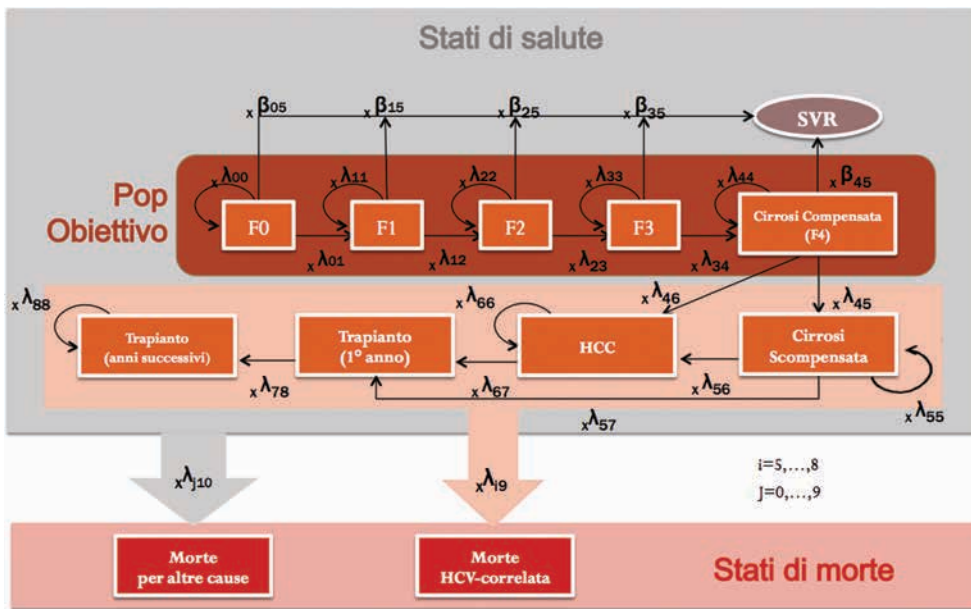 Stati di salute
xβ05 xβ15 xβ25 xβ35 SVR
xλ00 xλ11 xλ22 xλ33 xλ44 xβ45
Pop
Obiettivo
F0 F1 F2 F3 Cirrosi Compensata
(F4)
xλ01 xλ12 xλ23 xλ34
xλ88 xλ66 xλ46 xλ45
Trapianto
(anni successivi)
Trapianto
(1° anno)
HCC
Cirrosi
Scompensata
xλ78 xλ67 xλ56
xλ57 xλ55
xλj10 xλi9
i=5,...,8
J=0,...,9
Morte
per altre cause
Morte
HCV-correlata
Stati di morte